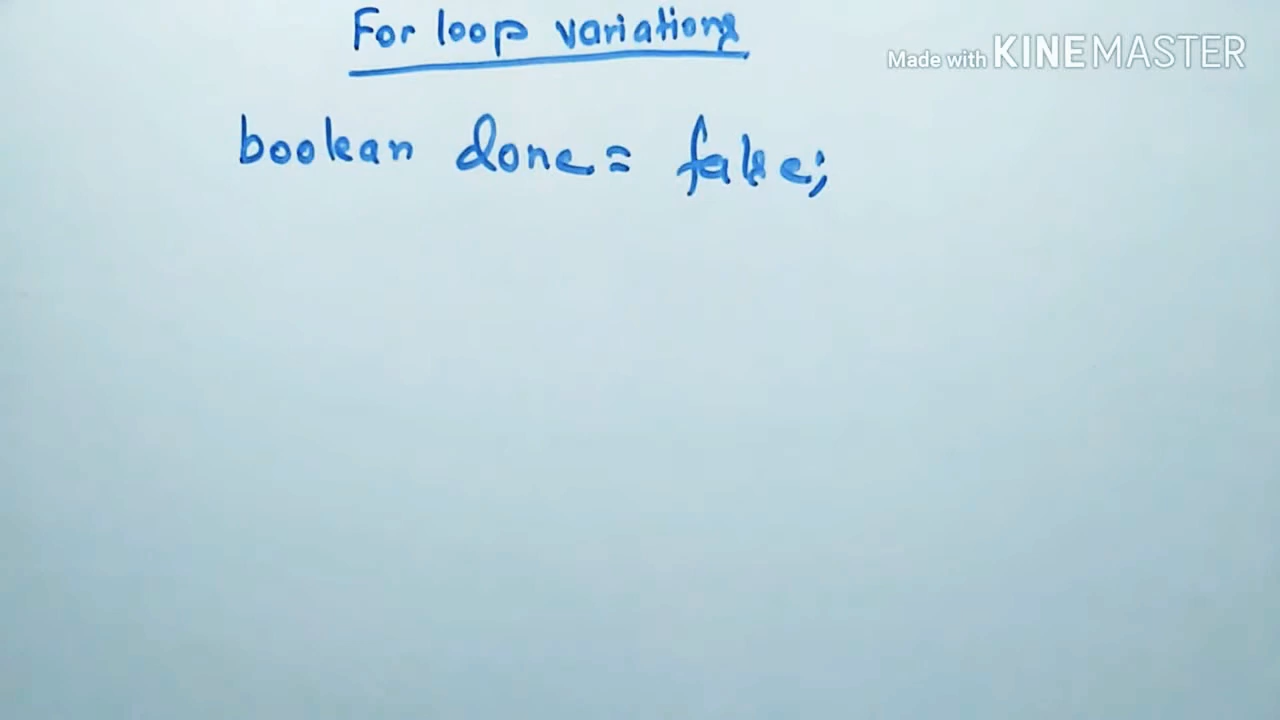 For loop variations
Made with KINEMASTER
boolean done = false;